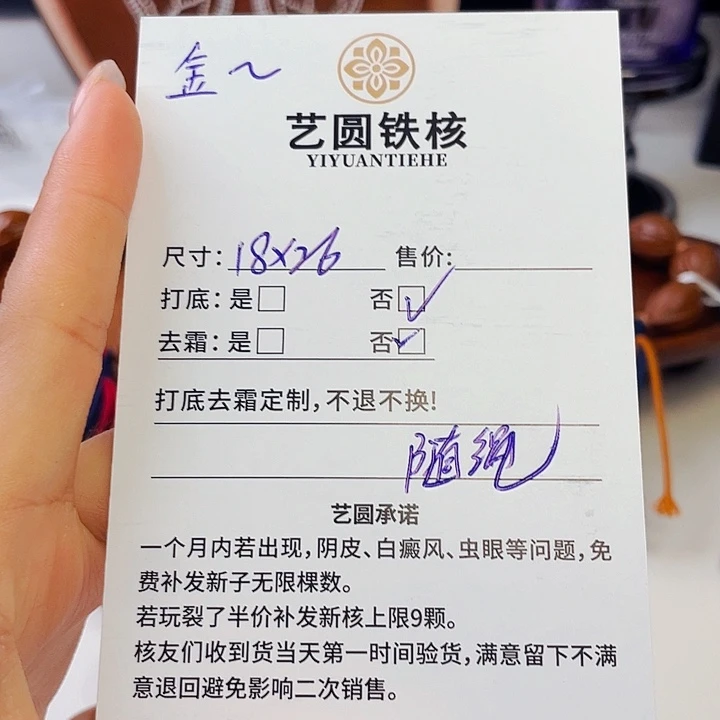 金~
艺圆铁核
YIYUANTIEHE
尺寸: 18×26 售价:
打底: 是□ 否☑
去霜: 是□ 否☑
打底去霜定制,不退不换!
随绳
艺圆承诺
一个月内若出现,阴皮、白癜风、虫眼等问题,免
费补发新子无限棵数。
若玩裂了半价补发新核上限9颗。
核友们收到货当天第一时间验货,满意留下不满
意退回避免影响二次销售。